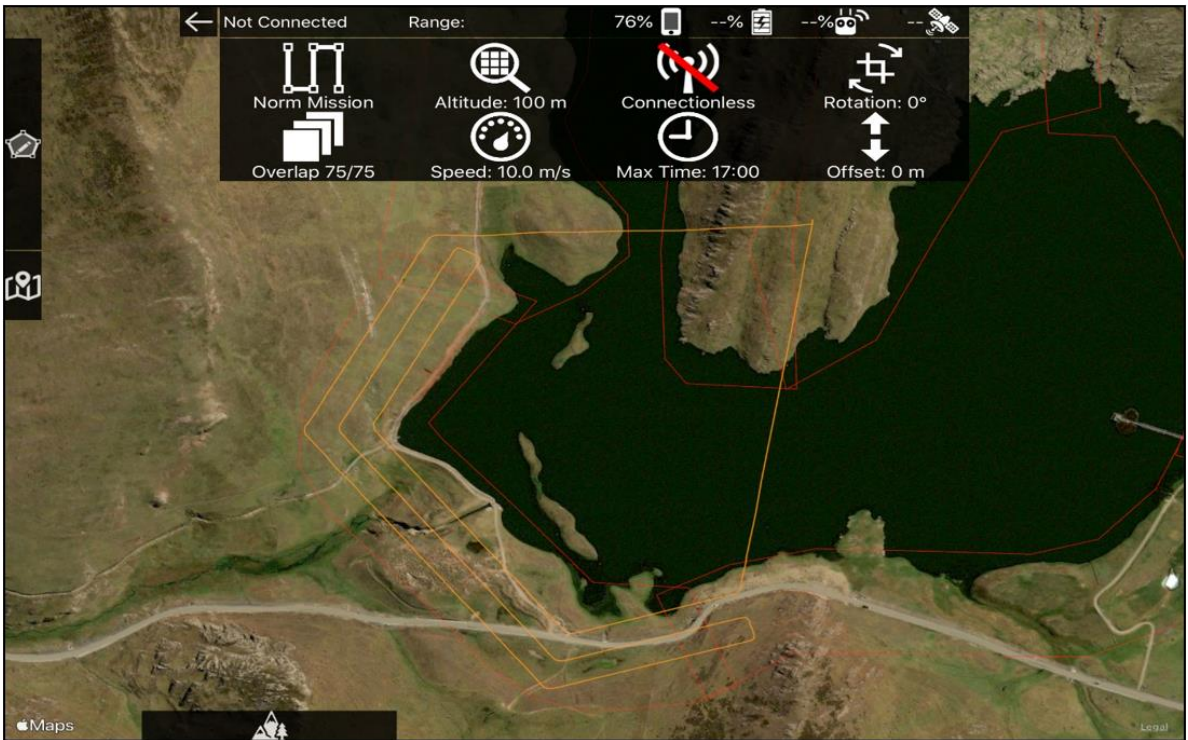 Not Connected Range: 76% --% --% --
Norm Mission Altitude: 100 m Connectionless Rotation: 0°
Overlap 75/75 Speed: 10.0 m/s Max Time: 17:00 Offset: 0 m
Maps Legal